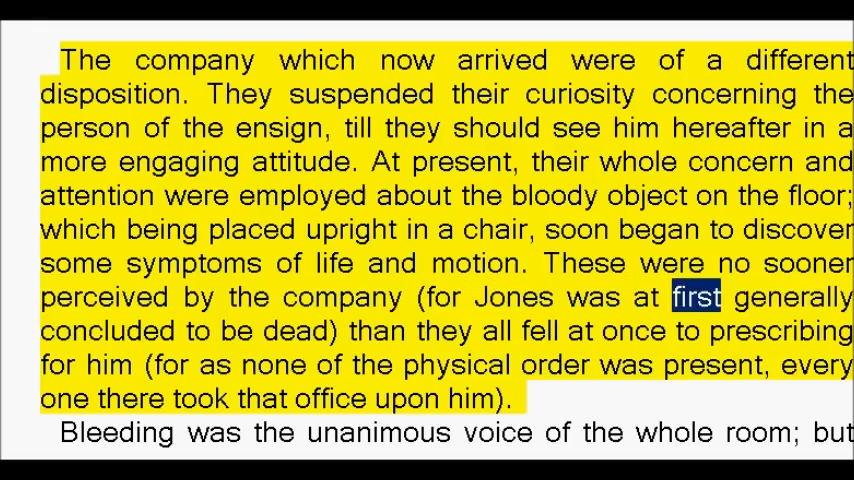 The company which now arrived were of a different
disposition. They suspended their curiosity concerning the
person of the ensign, till they should see him hereafter in a
more engaging attitude. At present, their whole concern and
attention were employed about the bloody object on the floor;
which being placed upright in a chair, soon began to discover
some symptoms of life and motion. These were no sooner
perceived by the company (for Jones was at first generally
concluded to be dead) than they all fell at once to prescribing
for him (for as none of the physical order was present, every
one there took that office upon him).
Bleeding was the unanimous voice of the whole room; but